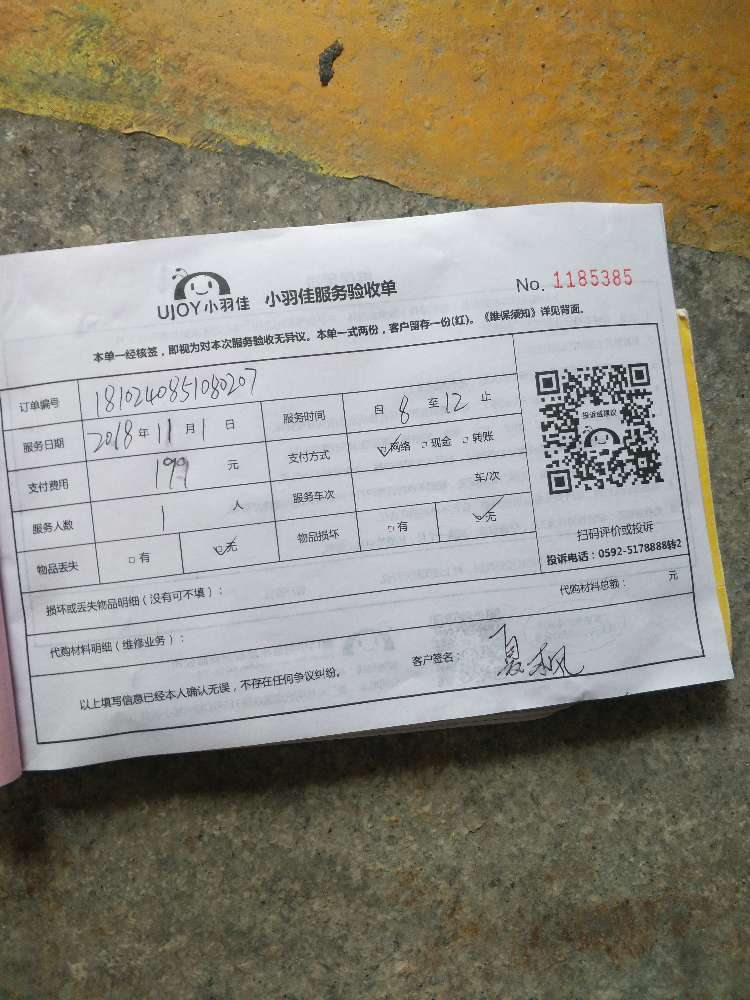 UJOY小羽佳 小羽佳服务验收单 No. 1185385
本单一经核签，即视为对本次服务验收无异议。本单一式两份，客户留存一份(红)。《维保须知》详见背面.
订单编号 1810240851080207
服务日期 2018 年 11 月 1 日 服务时间 自 8 至 12 止
支付费用 199 元 支付方式 ☑网络 □现金 □转账
服务人数 1 人 服务车次 车/次
物品丢失 □有 ☑无 物品损坏 □有 ☑无
投诉或建议
扫码评价或投诉
投诉电话：0592-5178888转2
损坏或丢失物品明细（没有可不填）：
代购材料明细（维修业务）： 代购材料总额： 元
以上填写信息已经本人确认无误，不存在任何争议纠纷。 客户签名：